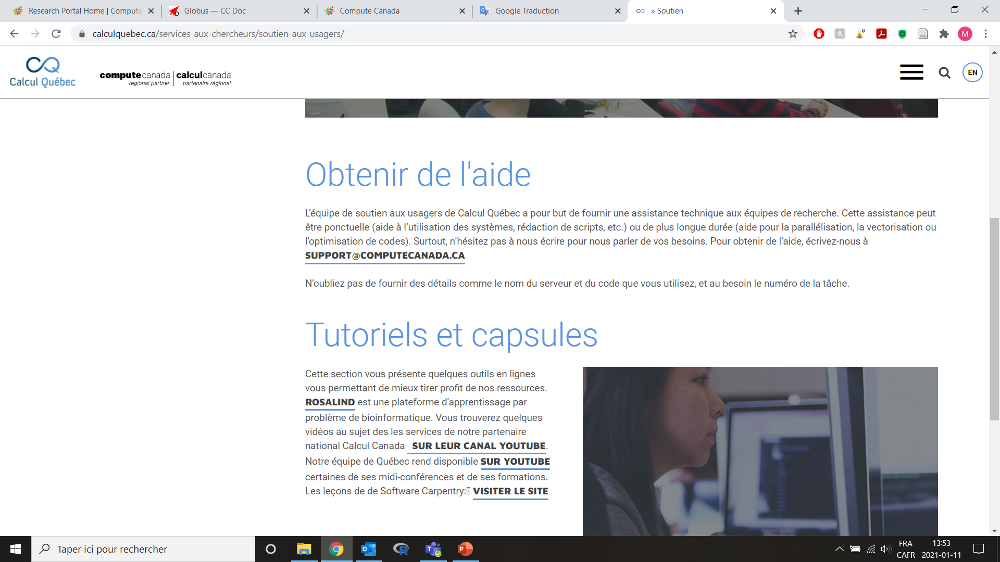 Research Portal Home | Compute
Globus — CC Doc
Compute Canada
Google Traduction
» Soutien
calculquebec.ca/services-aux-chercheurs/soutien-aux-usagers/
M
CQ
Calcul Québec
computecanada | calculcanada
regional partner | partenaire régional
EN
Obtenir de l'aide
L’équipe de soutien aux usagers de Calcul Québec a pour but de fournir une assistance technique aux équipes de recherche. Cette assistance peut
être ponctuelle (aide à l’utilisation des systèmes, rédaction de scripts, etc.) ou de plus longue durée (aide pour la parallélisation, la vectorisation ou
l’optimisation de codes). Surtout, n’hésitez pas à nous écrire pour nous parler de vos besoins. Pour obtenir de l’aide, écrivez-nous à
SUPPORT@COMPUTECANADA.CA
N’oubliez pas de fournir des détails comme le nom du serveur et du code que vous utilisez, et au besoin le numéro de la tâche.
Tutoriels et capsules
Cette section vous présente quelques outils en lignes
vous permettant de mieux tirer profit de nos ressources.
ROSALIND est une plateforme d’apprentissage par
problème de bioinformatique. Vous trouverez quelques
vidéos au sujet des les services de notre partenaire
national Calcul Canada SUR LEUR CANAL YOUTUBE.
Notre équipe de Québec rend disponible SUR YOUTUBE
certaines de ses midi-conférences et de ses formations.
Les leçons de de Software Carpentry: VISITER LE SITE
Taper ici pour rechercher
FRA
CAFR
13:53
2021-01-11